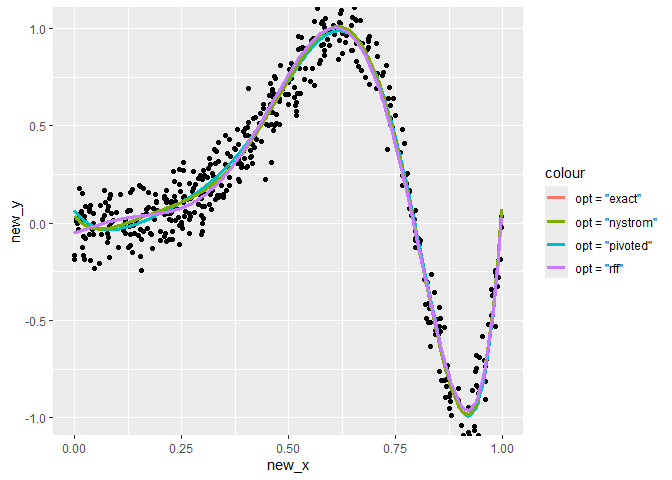 1.0
0.5
0.0
-0.5
-1.0
new_y
0.00
0.25
0.50
0.75
1.00
new_x
colour
opt = "exact"
opt = "nystrom"
opt = "pivoted"
opt = "rff"